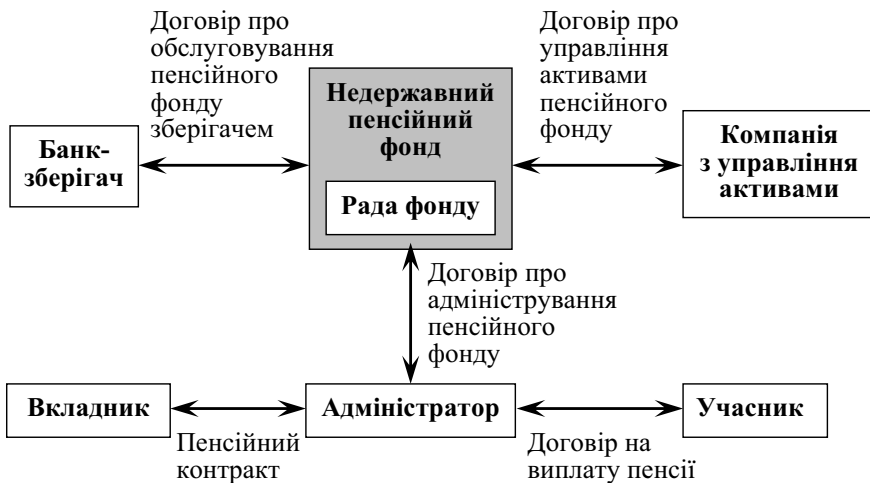 Договір про
обслуговування
пенсійного
фонду
зберігачем
Договір про
управління
активами
пенсійного
фонду
Недержавний
пенсійний
фонд
Рада фонду
Банк-
зберігач
Компанія
з управління
активами
Договір про
адміністрування
пенсійного
фонду
Вкладник
Адміністратор
Учасник
Пенсійний
контракт
Договір на
виплату пенсії